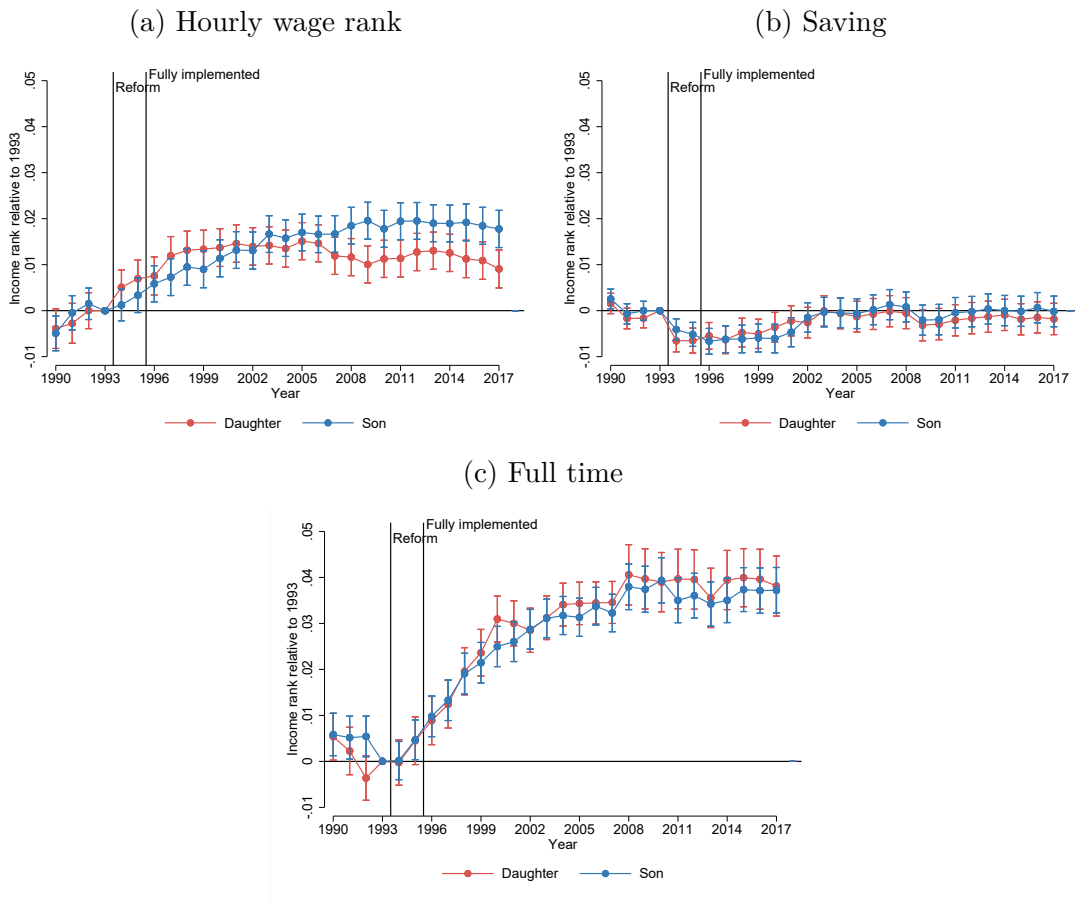 (a) Hourly wage rank
Fully implemented
Reform
Income rank relative to 1993
.05
.04
.03
.02
.01
0
-.01
1990 1993 1996 1999 2002 2005 2008 2011 2014 2017
Year
Daughter Son
(b) Saving
Fully implemented
Reform
Income rank relative to 1993
.05
.04
.03
.02
.01
0
-.01
1990 1993 1996 1999 2002 2005 2008 2011 2014 2017
Year
Daughter Son
(c) Full time
Fully implemented
Reform
Income rank relative to 1993
.05
.04
.03
.02
.01
0
-.01
1990 1993 1996 1999 2002 2005 2008 2011 2014 2017
Year
Daughter Son